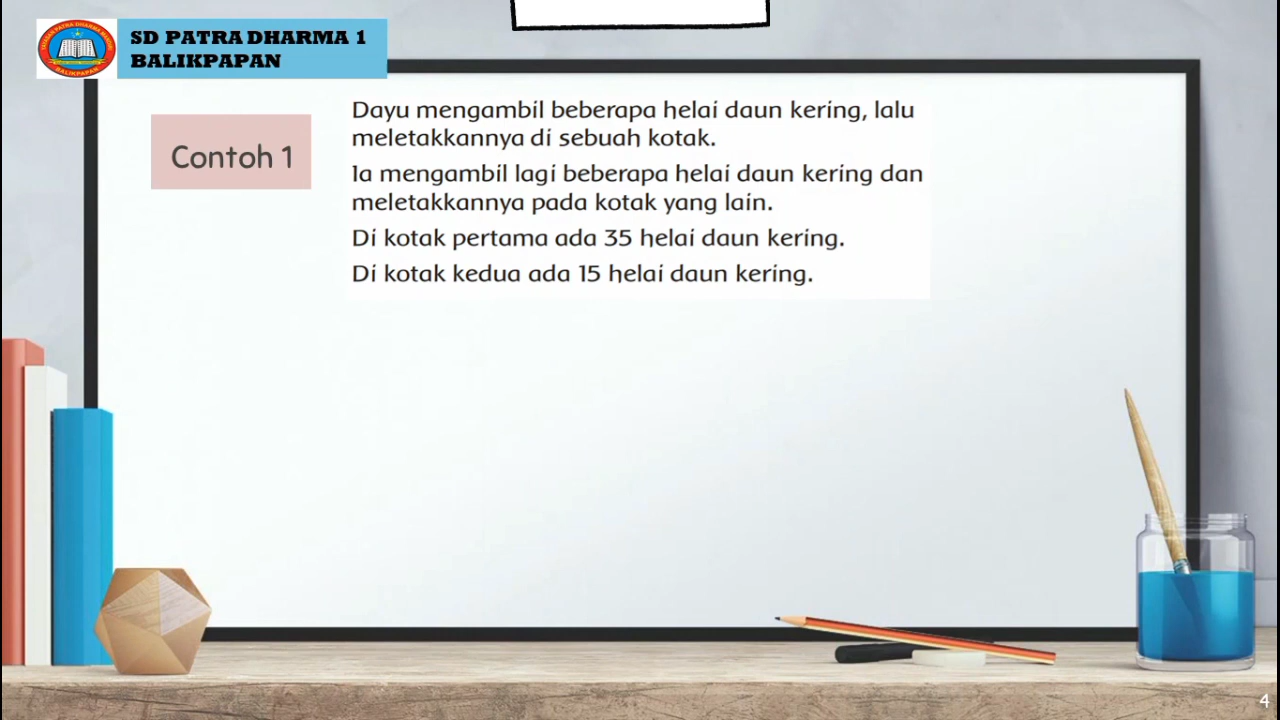 SD PATRA DHARMA 1
BALIKPAPAN
Contoh 1
Dayu mengambil beberapa helai daun kering, lalu
meletakkannya di sebuah kotak.
Ia mengambil lagi beberapa helai daun kering dan
meletakkannya pada kotak yang lain.
Di kotak pertama ada 35 helai daun kering.
Di kotak kedua ada 15 helai daun kering.
4